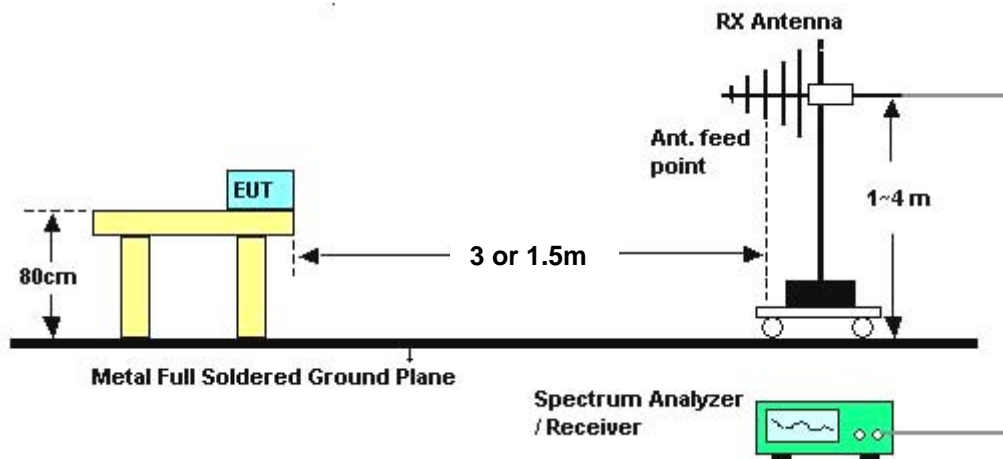 RX Antenna
Ant. feed
point
EUT
1~4 m
3 or 1.5m
80cm
Metal Full Soldered Ground Plane
Spectrum Analyzer
/ Receiver